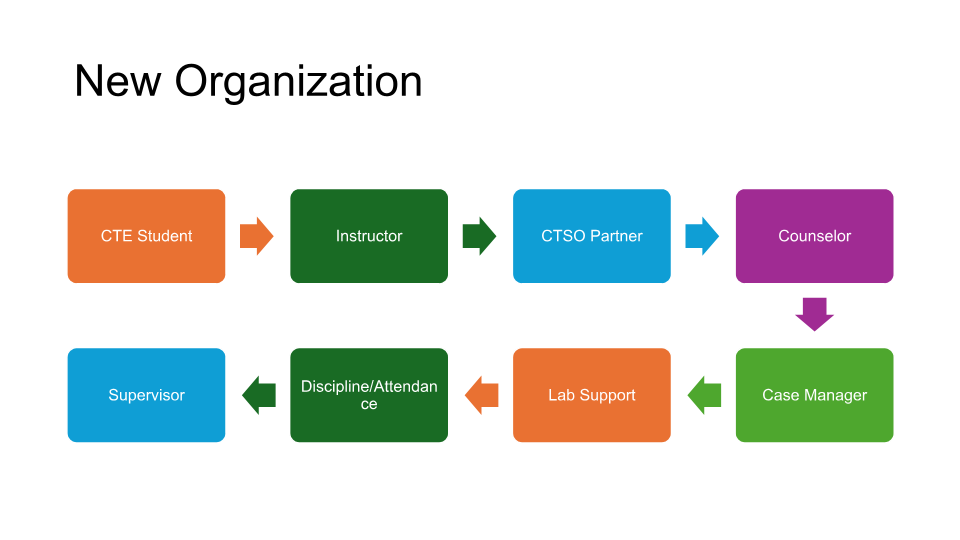 New Organization
CTE Student
Instructor
CTSO Partner
Counselor
Supervisor
Discipline/Attendan
ce
Lab Support
Case Manager